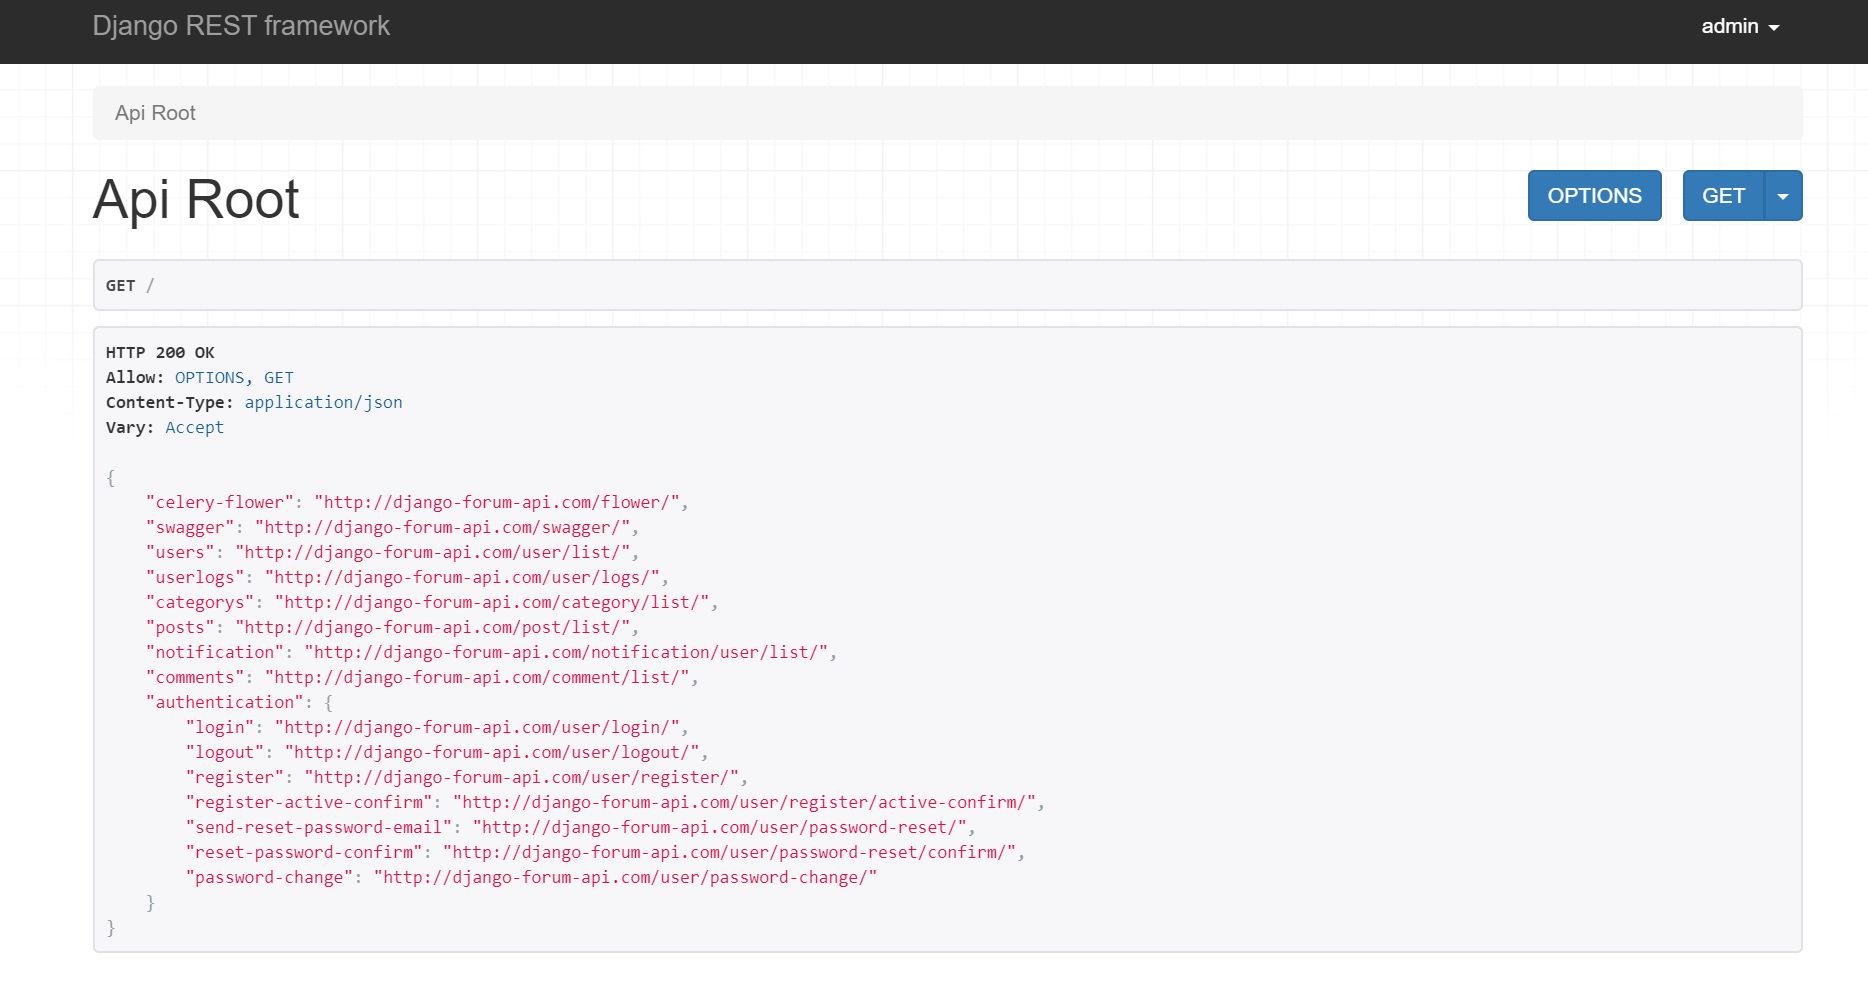 Django REST framework
admin
Api Root
Api Root
OPTIONS
GET
GET /
HTTP 200 OK
Allow: OPTIONS, GET
Content-Type: application/json
Vary: Accept
{
    "celery-flower": "http://django-forum-api.com/flower/",
    "swagger": "http://django-forum-api.com/swagger/",
    "users": "http://django-forum-api.com/user/list/",
    "userlogs": "http://django-forum-api.com/user/logs/",
    "categorys": "http://django-forum-api.com/category/list/",
    "posts": "http://django-forum-api.com/post/list/",
    "notification": "http://django-forum-api.com/notification/user/list/",
    "comments": "http://django-forum-api.com/comment/list/",
    "authentication": {
        "login": "http://django-forum-api.com/user/login/",
        "logout": "http://django-forum-api.com/user/logout/",
        "register": "http://django-forum-api.com/user/register/",
        "register-active-confirm": "http://django-forum-api.com/user/register/active-confirm/",
        "send-reset-password-email": "http://django-forum-api.com/user/password-reset/",
        "reset-password-confirm": "http://django-forum-api.com/user/password-reset/confirm/",
        "password-change": "http://django-forum-api.com/user/password-change/"
    }
}